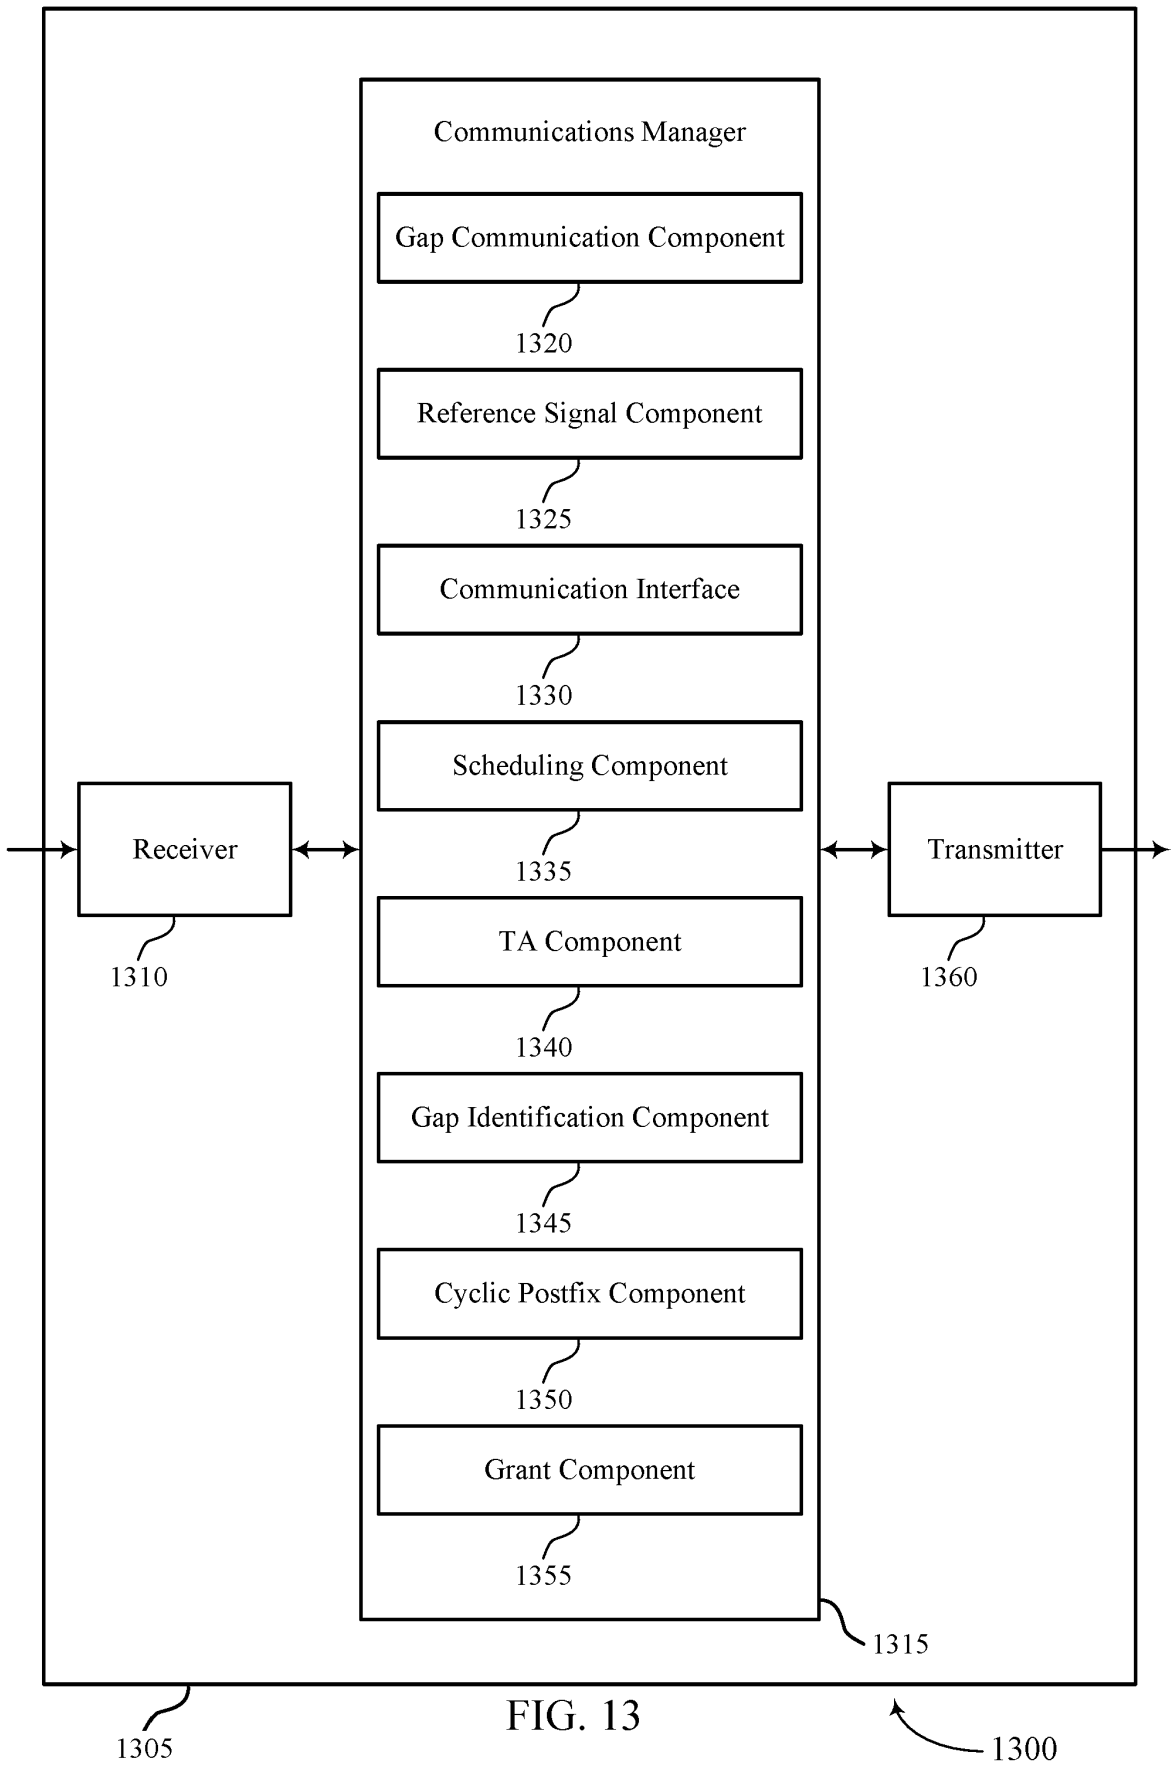 Communications Manager
Gap Communication Component
1320
Reference Signal Component
1325
Communication Interface
1330
Scheduling Component
1335
Receiver
1310
Transmitter
1360
TA Component
1340
Gap Identification Component
1345
Cyclic Postfix Component
1350
Grant Component
1355
1315
1305
FIG. 13
1300